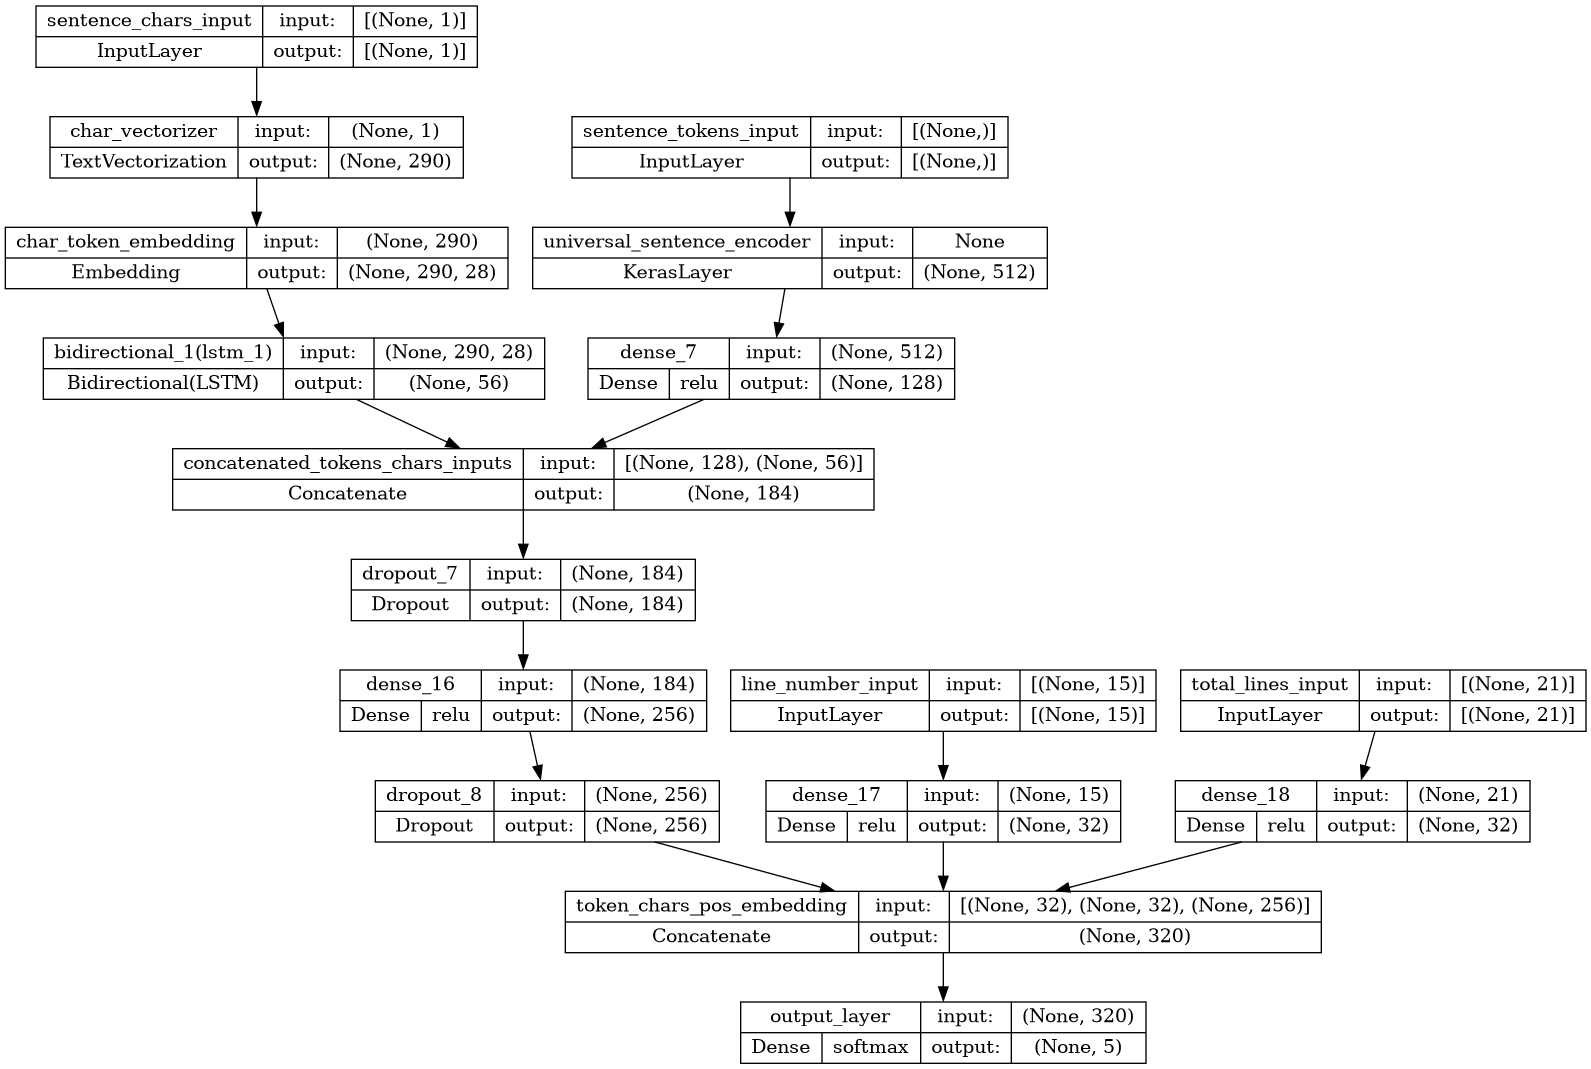 sentence_chars_input input: [(None, 1)]
InputLayer output: [(None, 1)]
char_vectorizer input: (None, 1)
TextVectorization output: (None, 290)
sentence_tokens_input input: [(None,)]
InputLayer output: [(None,)]
char_token_embedding input: (None, 290)
Embedding output: (None, 290, 28)
universal_sentence_encoder input: None
KerasLayer output: (None, 512)
bidirectional_1(lstm_1) input: (None, 290, 28)
Bidirectional(LSTM) output: (None, 56)
dense_7 input: (None, 512)
Dense relu output: (None, 128)
concatenated_tokens_chars_inputs input: [(None, 128), (None, 56)]
Concatenate output: (None, 184)
dropout_7 input: (None, 184)
Dropout output: (None, 184)
dense_16 input: (None, 184)
Dense relu output: (None, 256)
line_number_input input: [(None, 15)]
InputLayer output: [(None, 15)]
total_lines_input input: [(None, 21)]
InputLayer output: [(None, 21)]
dropout_8 input: (None, 256)
Dropout output: (None, 256)
dense_17 input: (None, 15)
Dense relu output: (None, 32)
dense_18 input: (None, 21)
Dense relu output: (None, 32)
token_chars_pos_embedding input: [(None, 32), (None, 32), (None, 256)]
Concatenate output: (None, 320)
output_layer input: (None, 320)
Dense softmax output: (None, 5)